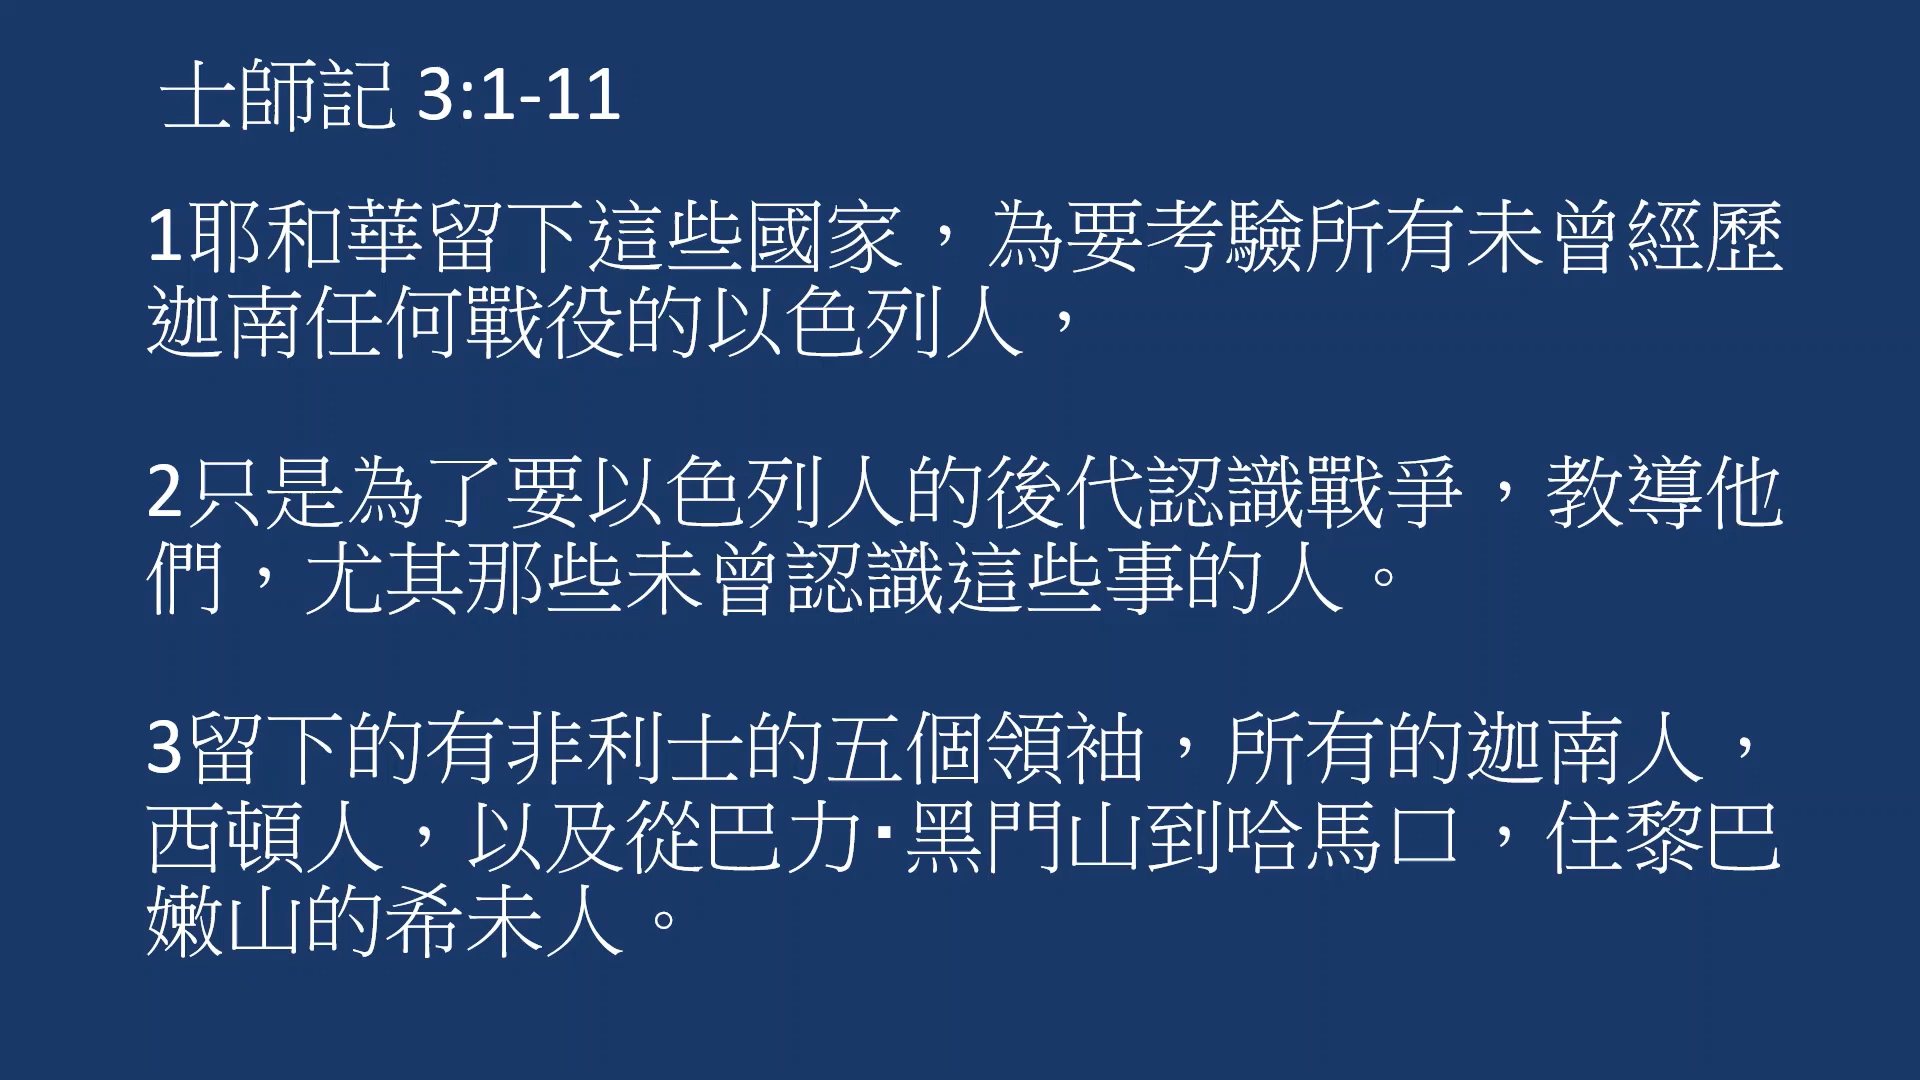 士師記 3:1-11
1耶和華留下這些國家，為要考驗所有未曾經歷
迦南任何戰役的以色列人，
2只是為了要以色列人的後代認識戰爭，教導他
們，尤其那些未曾認識這些事的人。
3留下的有非利士的五個領袖，所有的迦南人，
西頓人，以及從巴力·黑門山到哈馬口，住黎巴
嫩山的希未人。